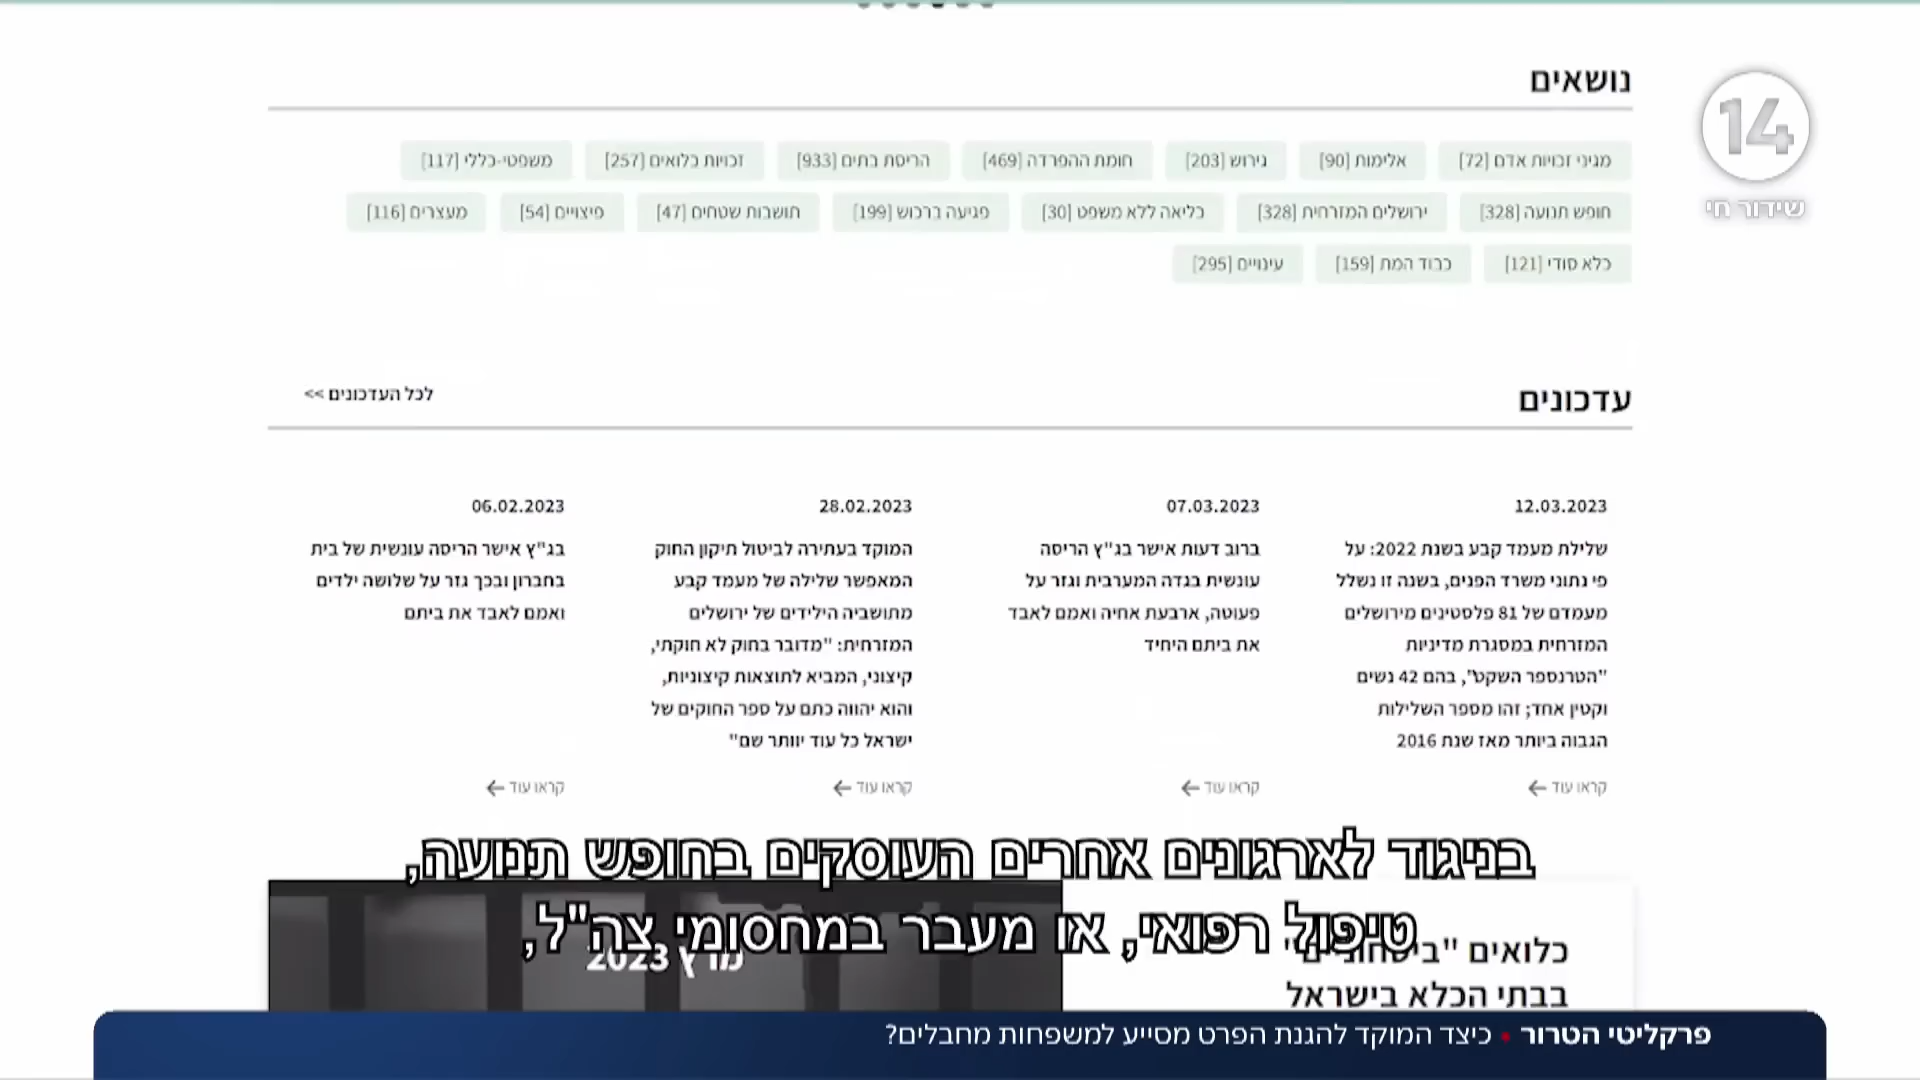 נושאים
14
שידור חי
מגיני זכויות אדם [72] אלימות [90] גירוש [203] חומת ההפרדה [469] הריסת בתים [933] זכויות כלואים [257] משפטי-כללי [117]
חופש תנועה [328] ירושלים המזרחית [328] כליאה ללא משפט [30] פגיעה ברכוש [199] תושבות שטחים [47] פיצויים [54] מעצרים [116]
כלא סודי [121] כבוד המת [159] עינויים [295]
עדכונים
לכל העדכונים >>
12.03.2023
שלילת מעמד קבע בשנת 2022: על
פי נתוני משרד הפנים, בשנה זו נשלל
מעמדם של 81 פלסטינים מירושלים
המזרחית במסגרת מדיניות
"הטרנספר השקט", בהם 42 נשים
וקטין אחד; זהו מספר השלילות
הגבוה ביותר מאז שנת 2016
קראו עוד ←
07.03.2023
ברוב דעות אישר בג"ץ הריסה
עונשית בגדה המערבית וגזר על
פעוטה, ארבעת אחיה ואמם לאבד
את ביתם היחיד
קראו עוד ←
28.02.2023
המוקד בעתירה לביטול תיקון החוק
המאפשר שלילה של מעמד קבע
מתושביה הילידים של ירושלים
המזרחית: "מדובר בחוק לא חוקתי,
קיצוני, המביא לתוצאות קיצוניות,
והוא יהווה כתם על ספר החוקים של
ישראל כל עוד יוותר שם"
קראו עוד ←
06.02.2023
בג"ץ אישר הריסה עונשית של בית
בחברון ובכך גזר על שלושה ילדים
ואמם לאבד את ביתם
קראו עוד ←
בניגוד לארגונים אחרים העוסקים בחופש תנועה,
טיפול רפואי, או מעבר במחסומי צה"ל,
כלואים "ביטחוניים"
בבתי הכלא בישראל
מרץ 2023
פרקליטי הטרור • כיצד המוקד להגנת הפרט מסייע למשפחות מחבלים?